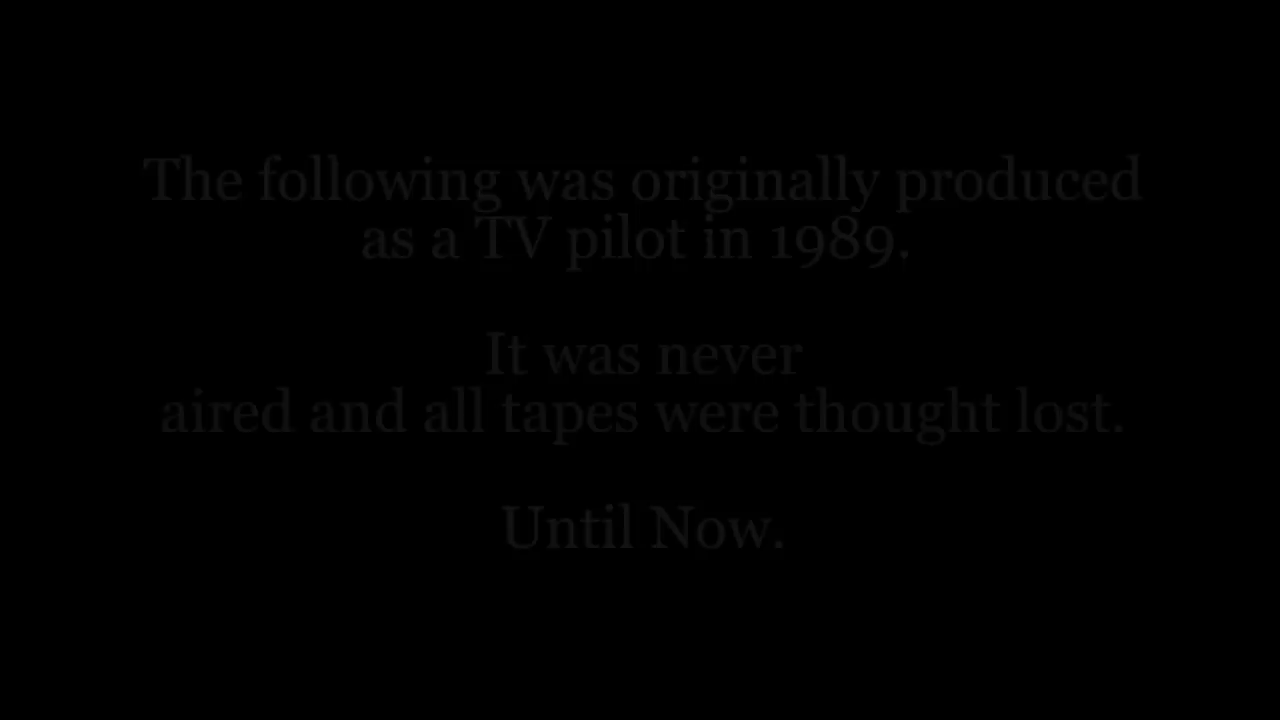 The following was originally produced
as a TV pilot in 1989.
It was never
aired and all tapes were thought lost.
Until Now.